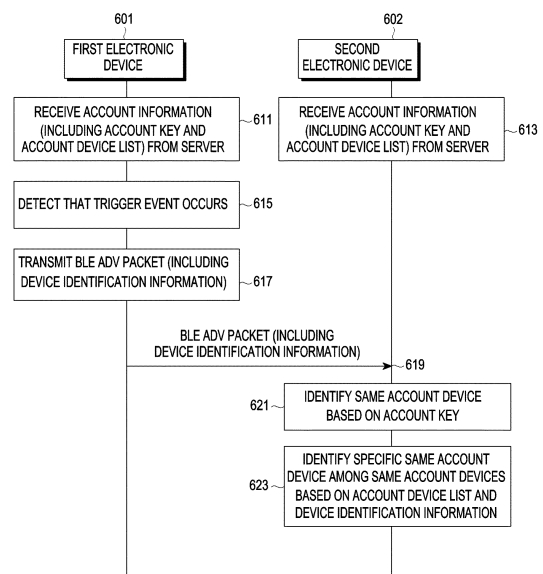 601
FIRST ELECTRONIC
DEVICE
602
SECOND
ELECTRONIC DEVICE
RECEIVE ACCOUNT INFORMATION
(INCLUDING ACCOUNT KEY AND
ACCOUNT DEVICE LIST) FROM SERVER
611
RECEIVE ACCOUNT INFORMATION
(INCLUDING ACCOUNT KEY AND
ACCOUNT DEVICE LIST) FROM SERVER
613
DETECT THAT TRIGGER EVENT OCCURS
615
TRANSMIT BLE ADV PACKET (INCLUDING
DEVICE IDENTIFICATION INFORMATION)
617
BLE ADV PACKET (INCLUDING
DEVICE IDENTIFICATION INFORMATION)
619
621
IDENTIFY SAME ACCOUNT DEVICE
BASED ON ACCOUNT KEY
623
IDENTIFY SPECIFIC SAME ACCOUNT
DEVICE AMONG SAME ACCOUNT DEVICES
BASED ON ACCOUNT DEVICE LIST AND
DEVICE IDENTIFICATION INFORMATION